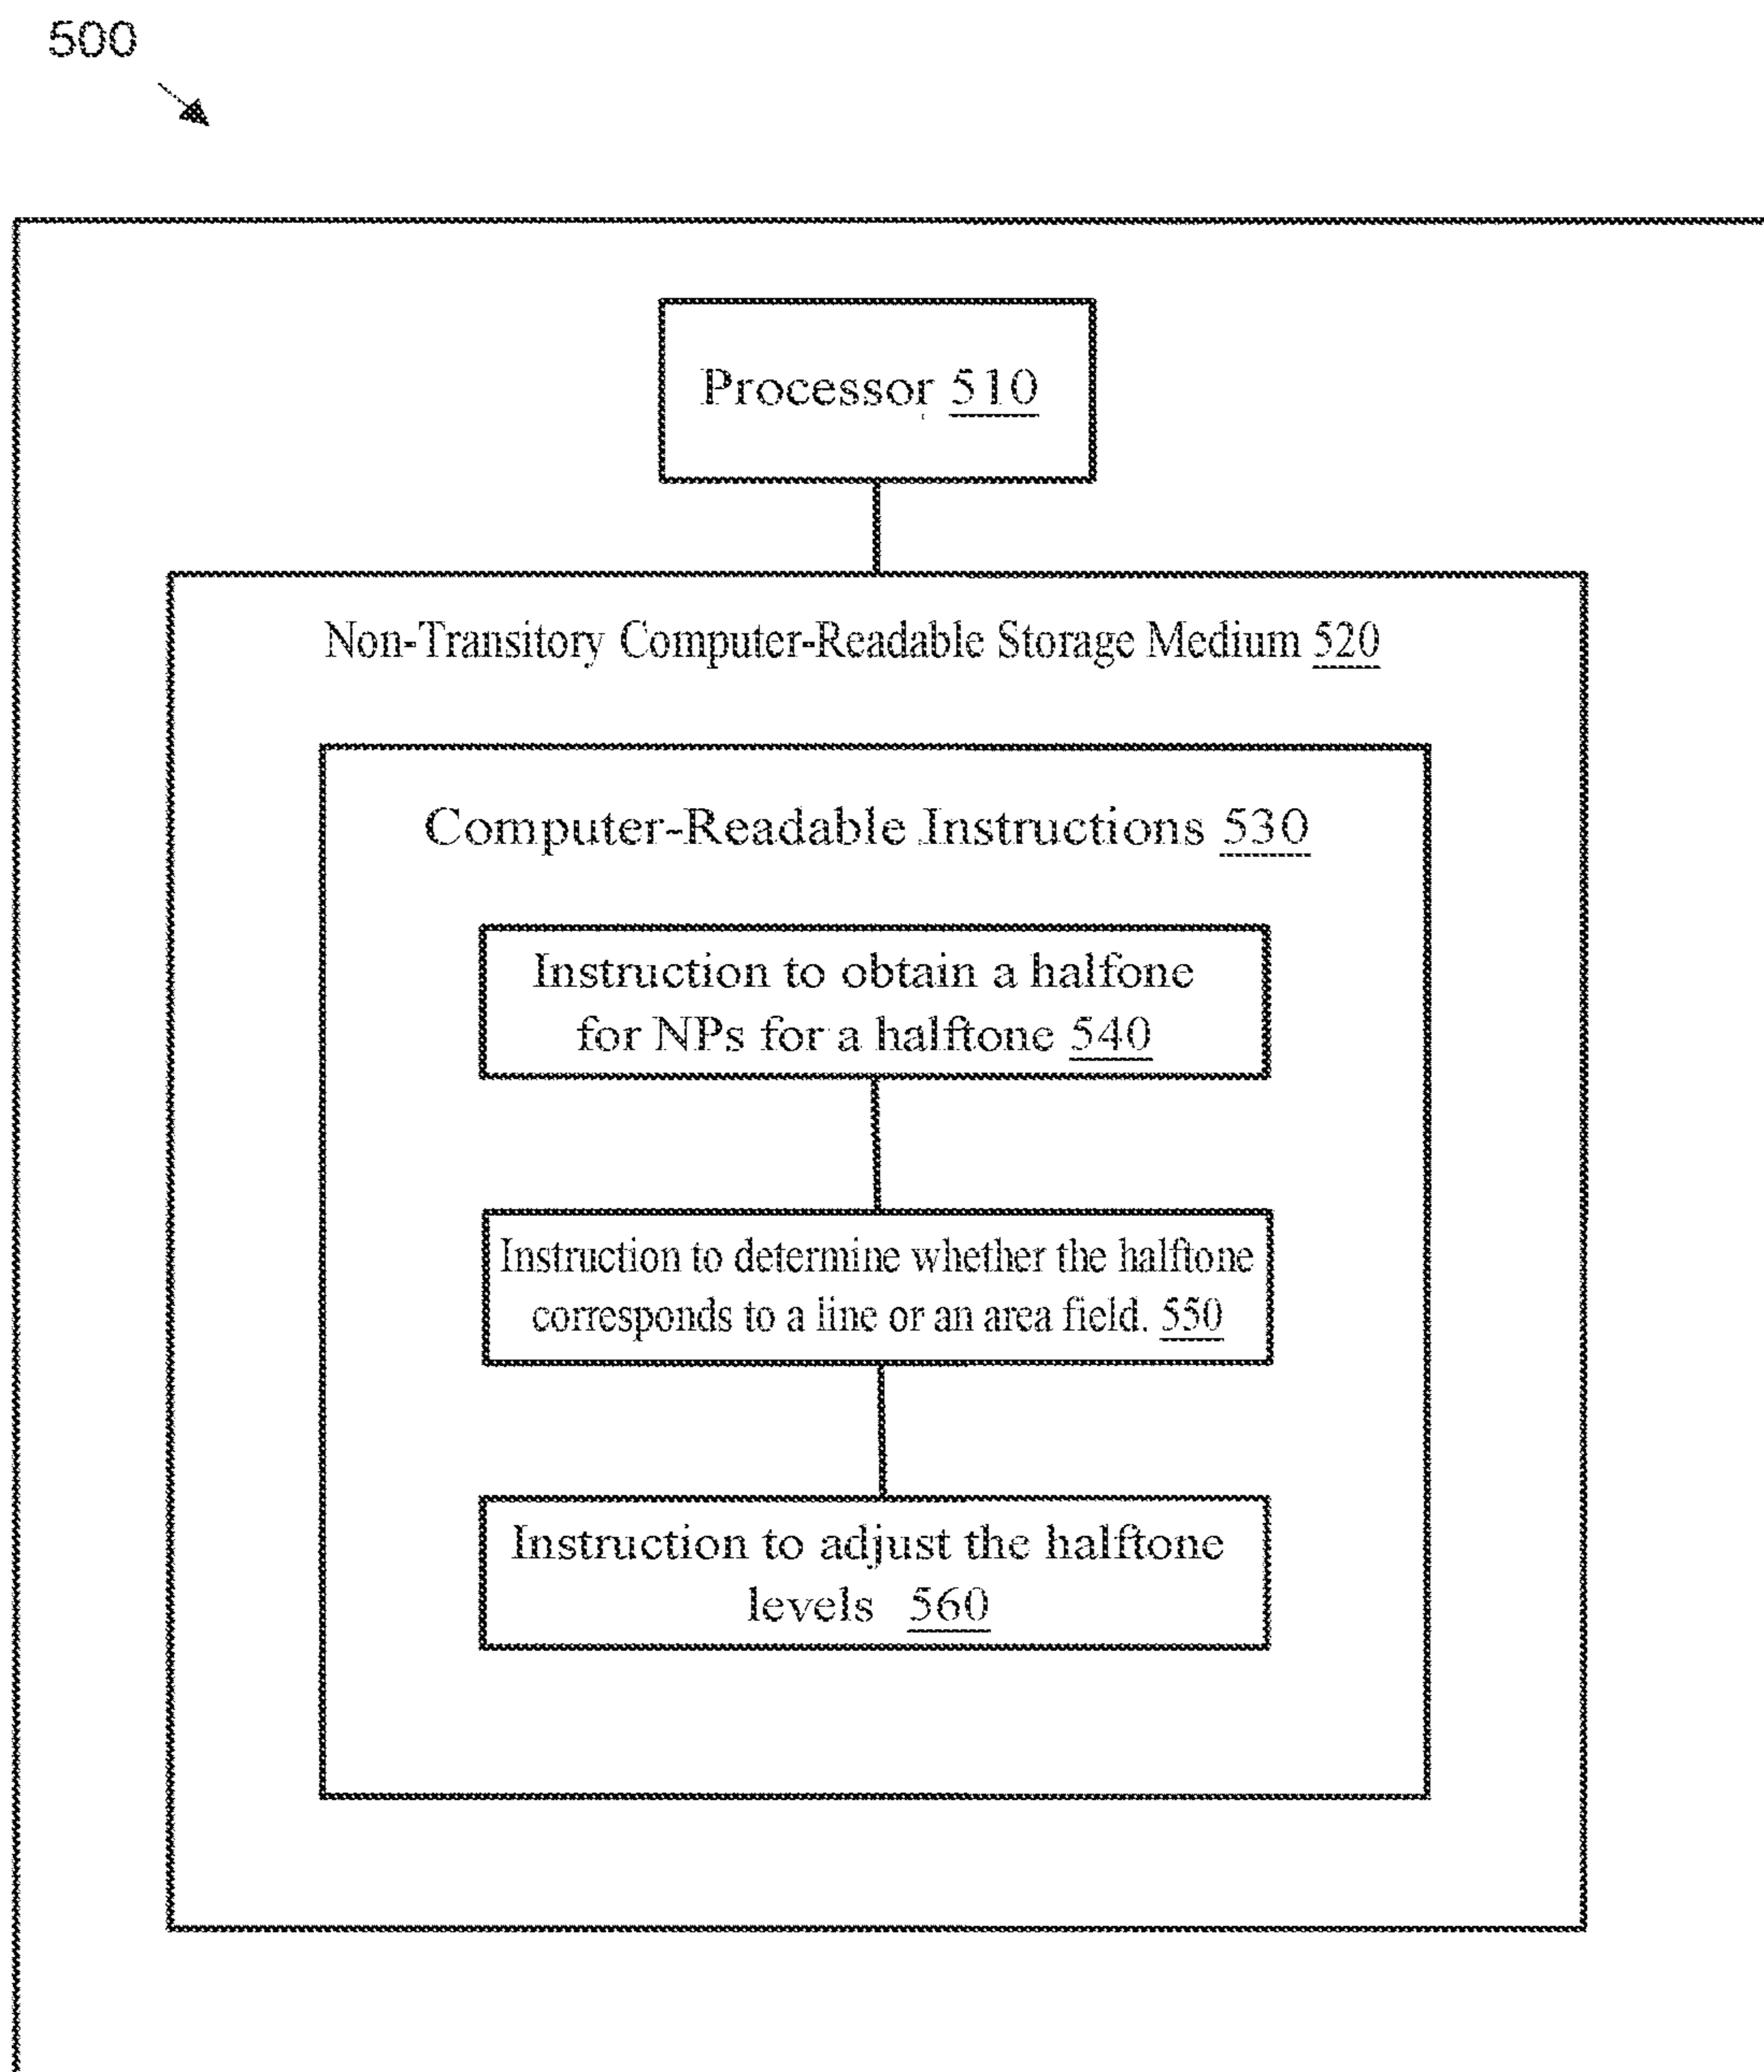 500
Processor 510
Non-Transitory Computer-Readable Storage Medium 520
Computer-Readable Instructions 530
Instruction to obtain a halfone
for NPs for a halftone 540
Instruction to determine whether the halftone
corresponds to a line or an area field. 550
Instruction to adjust the halftone
levels 560